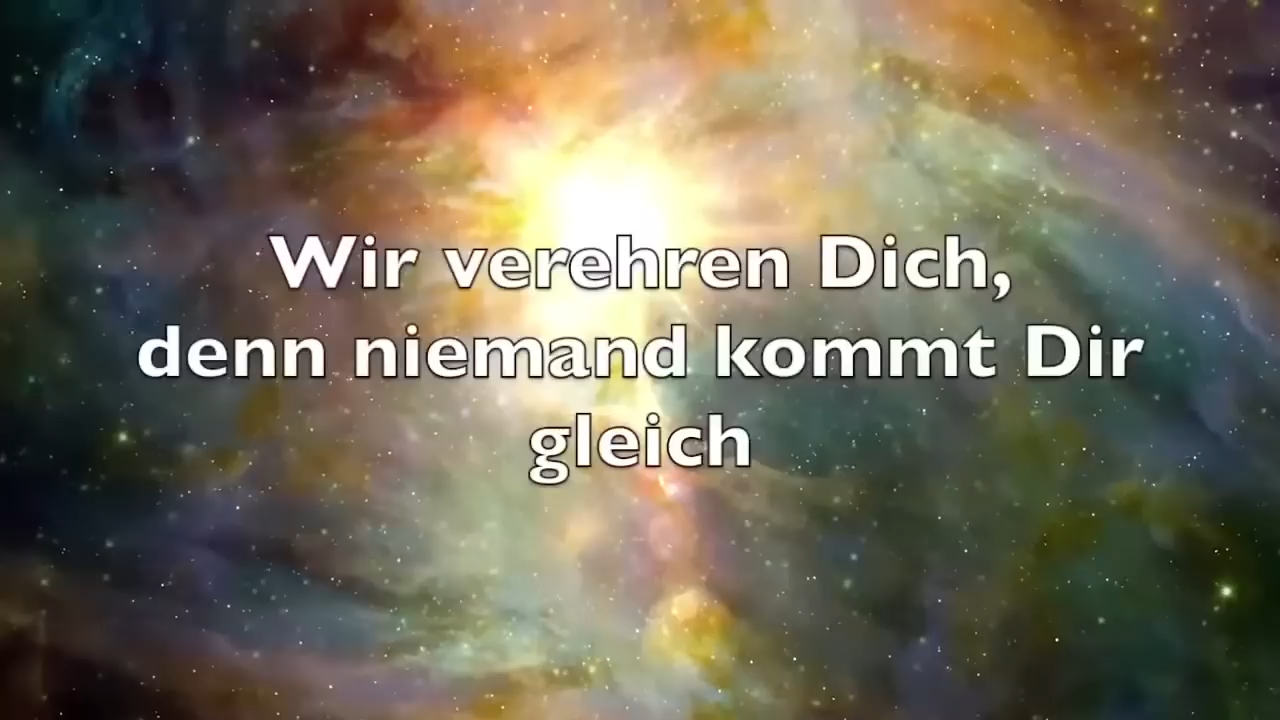 Wir verehren Dich,
denn niemand kommt Dir
gleich